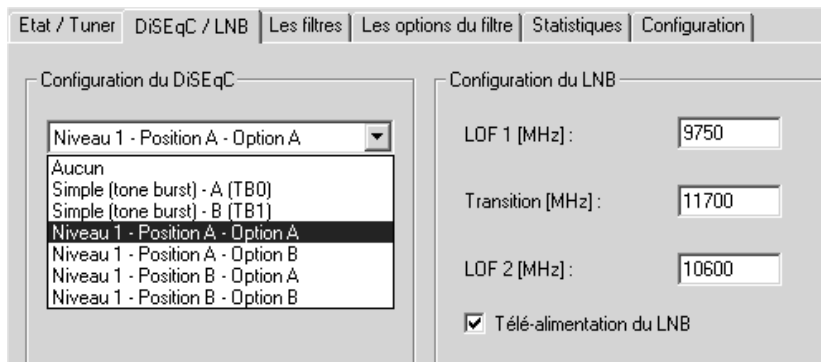 Etat / Tuner DiSEqC / LNB Les filtres Les options du filtre Statistiques Configuration
Configuration du DiSEqC
Niveau 1 - Position A - Option A
Aucun
Simple (tone burst) - A (TB0)
Simple (tone burst) - B (TB1)
Niveau 1 - Position A - Option A
Niveau 1 - Position A - Option B
Niveau 1 - Position B - Option A
Niveau 1 - Position B - Option B
Configuration du LNB
LOF 1 [MHz] : 9750
Transition [MHz] : 11700
LOF 2 [MHz] : 10600
Télé-alimentation du LNB